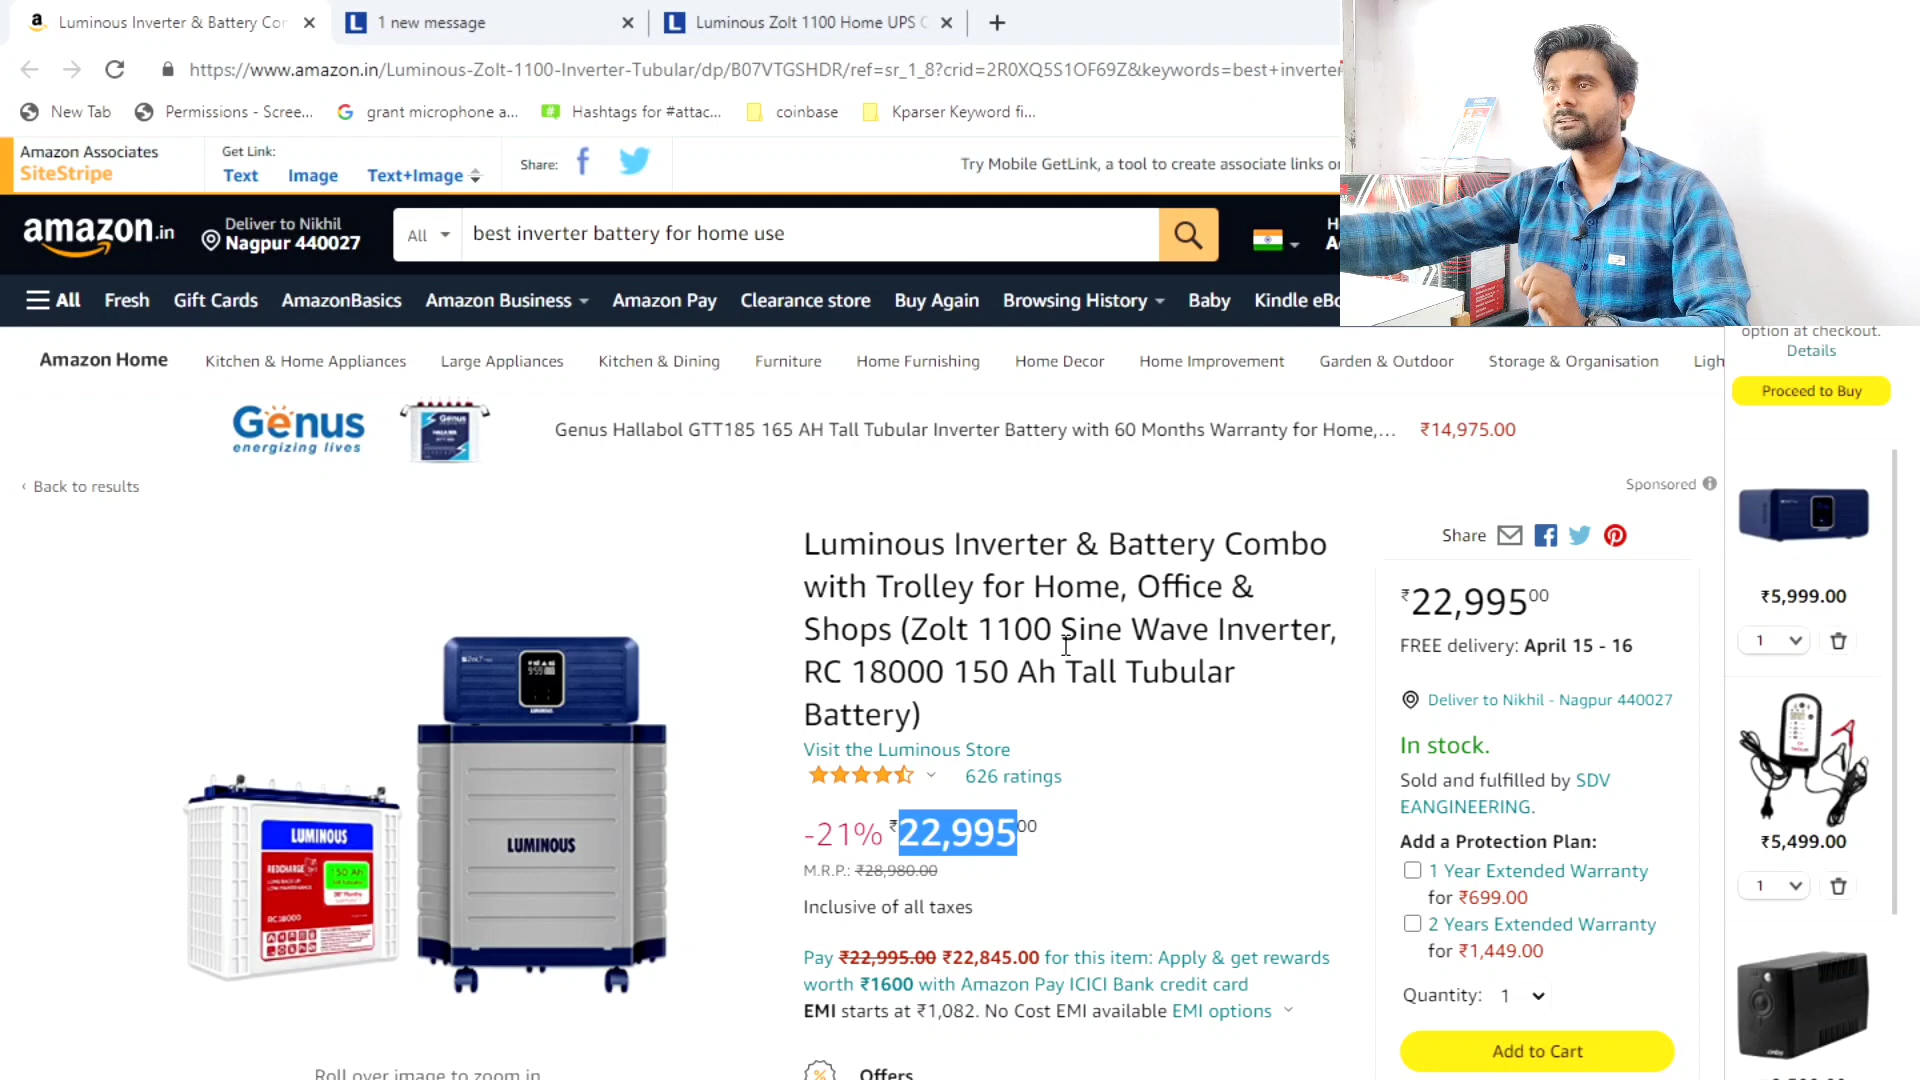 Luminous Inverter & Battery Co
1 new message
Luminous Zolt 1100 Home UPS
https://www.amazon.in/Luminous-Zolt-1100-Inverter-Tubular/dp/B07VTGSHDR/ref=sr_1_8?crid=2R0XQ5S1OF69Z&keywords=best+inverter
New Tab
Permissions - Scree...
grant microphone a...
Hashtags for #attac...
coinbase
Kparser Keyword fi...
Amazon Associates
SiteStripe
Get Link:
Text Image Text+Image
Share:
Try Mobile GetLink, a tool to create associate links
amazon.in
Deliver to Nikhil
Nagpur 440027
All
best inverter battery for home use
All Fresh Gift Cards AmazonBasics Amazon Business Amazon Pay Clearance store Buy Again Browsing History Baby Kindle eBo
option at checkout.
Details
Proceed to Buy
Amazon Home Kitchen & Home Appliances Large Appliances Kitchen & Dining Furniture Home Furnishing Home Decor Home Improvement Garden & Outdoor Storage & Organisation Ligh
Genus
energizing lives
Genus Hallabol GTT185 165 AH Tall Tubular Inverter Battery with 60 Months Warranty for Home,... ₹14,975.00
‹ Back to results
Sponsored
Luminous Inverter & Battery Combo
with Trolley for Home, Office &
Shops (Zolt 1100 Sine Wave Inverter,
RC 18000 150 Ah Tall Tubular
Battery)
Visit the Luminous Store
626 ratings
-21% ₹22,99500
M.R.P.: ₹28,980.00
Inclusive of all taxes
Pay ₹22,995.00 ₹22,845.00 for this item: Apply & get rewards
worth ₹1600 with Amazon Pay ICICI Bank credit card
EMI starts at ₹1,082. No Cost EMI available EMI options
Offers
LUMINOUS
REDCHARGE
150 Ah
Tall Tubular
RC18000
LUMINOUS
Roll over image to zoom in
Share
₹22,99500
FREE delivery: April 15 - 16
Deliver to Nikhil - Nagpur 440027
In stock.
Sold and fulfilled by SDV
EANGINEERING.
Add a Protection Plan:
1 Year Extended Warranty
for ₹699.00
2 Years Extended Warranty
for ₹1,449.00
Quantity: 1
Add to Cart
₹5,999.00
1
₹5,499.00
1